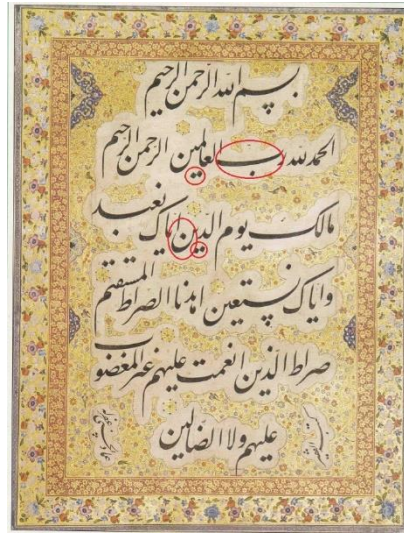 بسم الله الرحمن الرحیم
الحمد لله رب العالمین الرحمن الرحیم
مالک یوم الدین ایاک نعبد
وایاک نستعین اهدنا الصراط المستقیم
صراط الذین انعمت علیهم غیر المغضوب
علیهم ولا الضالین